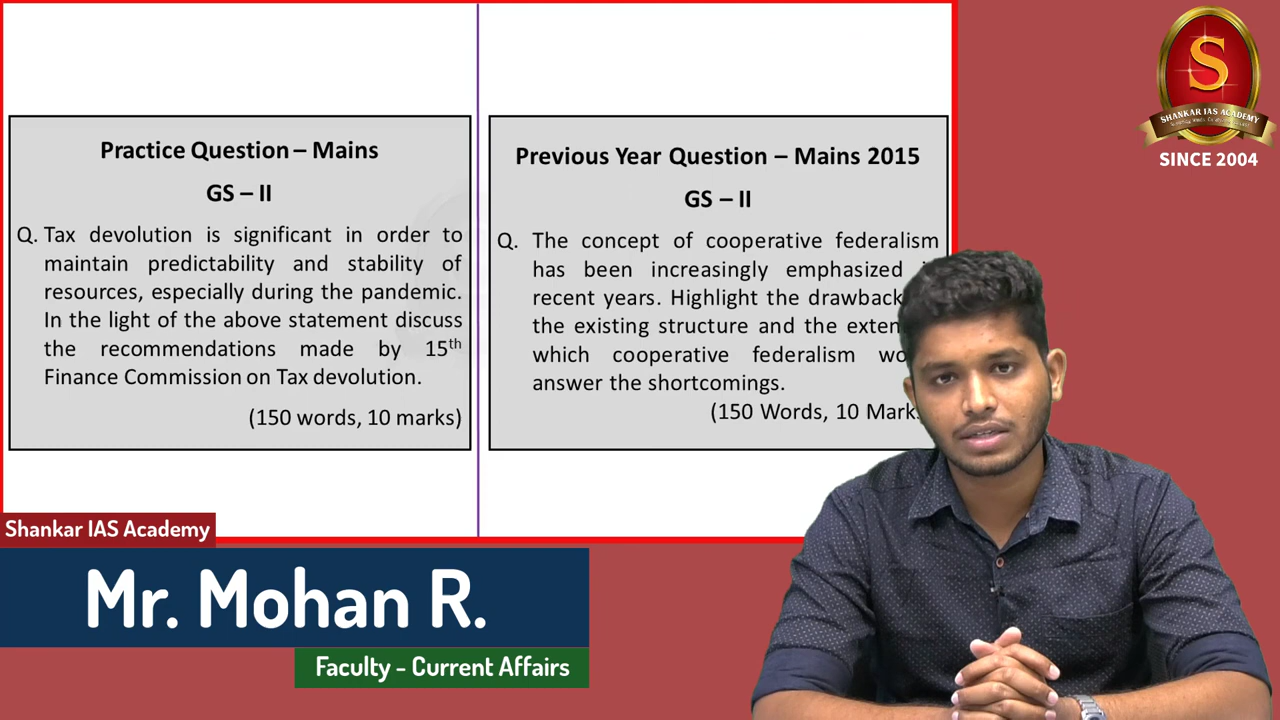 Practice Question – Mains
GS – II
Q. Tax devolution is significant in order to
maintain predictability and stability of
resources, especially during the pandemic.
In the light of the above statement discuss
the recommendations made by 15th
Finance Commission on Tax devolution.
(150 words, 10 marks)
Previous Year Question – Mains 2015
GS – II
Q. The concept of cooperative federalism
has been increasingly emphasized
recent years. Highlight the
the existing structure and the
which cooperative federalism
answer the shortcomings.
(150 Words, 10
S
SHANKAR IAS ACADEMY
SINCE 2004
Shankar IAS Academy
Mr. Mohan R.
Faculty - Current Affairs